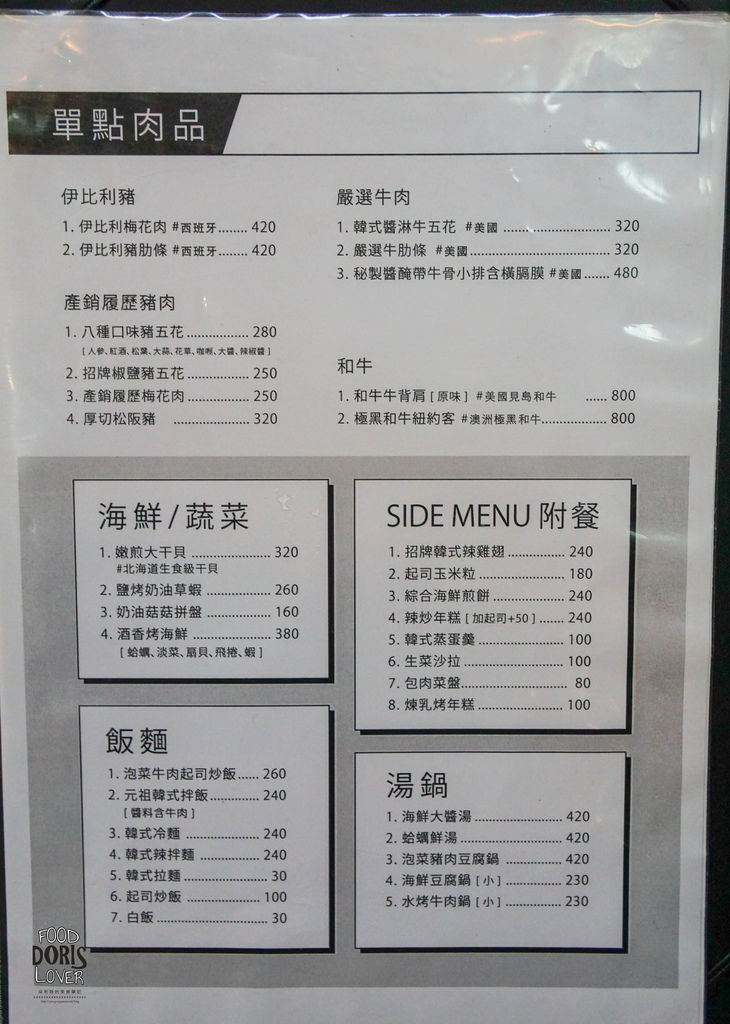 單點肉品
伊比利豬
1. 伊比利梅花肉 #西班牙........ 420
2. 伊比利豬肋條 #西班牙........ 420
產銷履歷豬肉
1. 八種口味豬五花................. 280
[ 人參、紅酒、松葉、大蒜、花草、咖喱、大醬、辣椒醬 ]
2. 招牌椒鹽豬五花................. 250
3. 產銷履歷梅花肉................. 250
4. 厚切松阪豬 ..................... 320
嚴選牛肉
1. 韓式醬淋牛五花 #美國 ........................... 320
2. 嚴選牛肋條 #美國.................................. 320
3. 秘製醬醃帶牛骨小排含橫膈膜 #美國....... 480
和牛
1. 和牛牛背肩 [ 原味 ] #美國見島和牛 ...... 800
2. 極黑和牛紐約客 #澳洲極黑和牛.................. 800
海鮮/蔬菜
1. 嫩煎大干貝 ...................... 320
#北海道生食級干貝
2. 鹽烤奶油草蝦 ................... 260
3. 奶油菇菇拼盤 ................... 160
4. 酒香烤海鮮 ...................... 380
[ 蛤蠣、淡菜、扇貝、飛捲、蝦 ]
SIDE MENU 附餐
1. 招牌韓式辣雞翅 ................ 240
2. 起司玉米粒 ....................... 180
3. 綜合海鮮煎餅 .................... 240
4. 辣炒年糕 [ 加起司+50 ] ....... 240
5. 韓式蒸蛋羹 ....................... 100
6. 生菜沙拉 .......................... 100
7. 包肉菜盤............................. 80
8. 煉乳烤年糕 ....................... 100
飯麵
1. 泡菜牛肉起司炒飯...... 260
2. 元祖韓式拌飯.............. 240
[ 醬料含牛肉 ]
3. 韓式冷麵 .................... 240
4. 韓式辣拌麵 ................ 240
5. 韓式拉麵 ...................... 30
6. 起司炒飯 .................... 100
7. 白飯 ............................. 30
湯鍋
1. 海鮮大醬湯 ........................ 420
2. 蛤蠣鮮湯 ........................... 420
3. 泡菜豬肉豆腐鍋 ................ 420
4. 海鮮豆腐鍋 [ 小 ] ................ 230
5. 水烤牛肉鍋 [ 小 ] ................ 230
FOOD
DORIS
LOVER